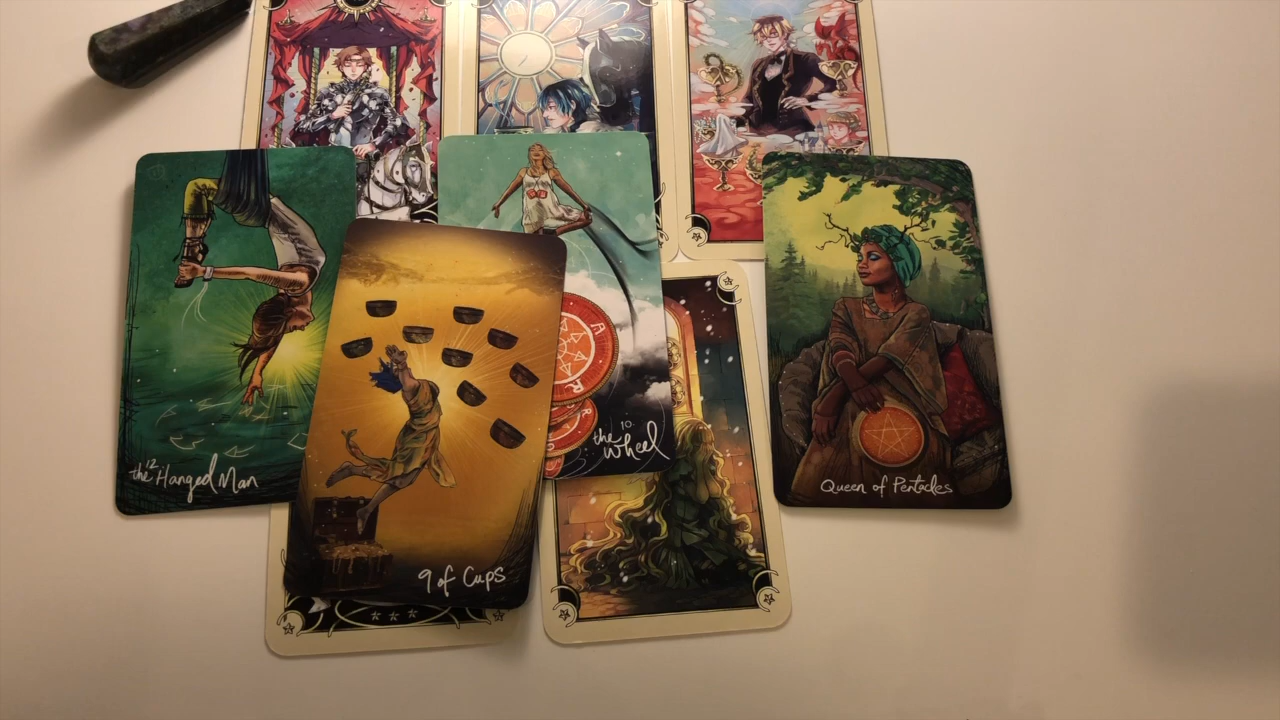 12
the Hanged Man
10
the Wheel
A
R
R
9 of Cups
Queen of Pentacles